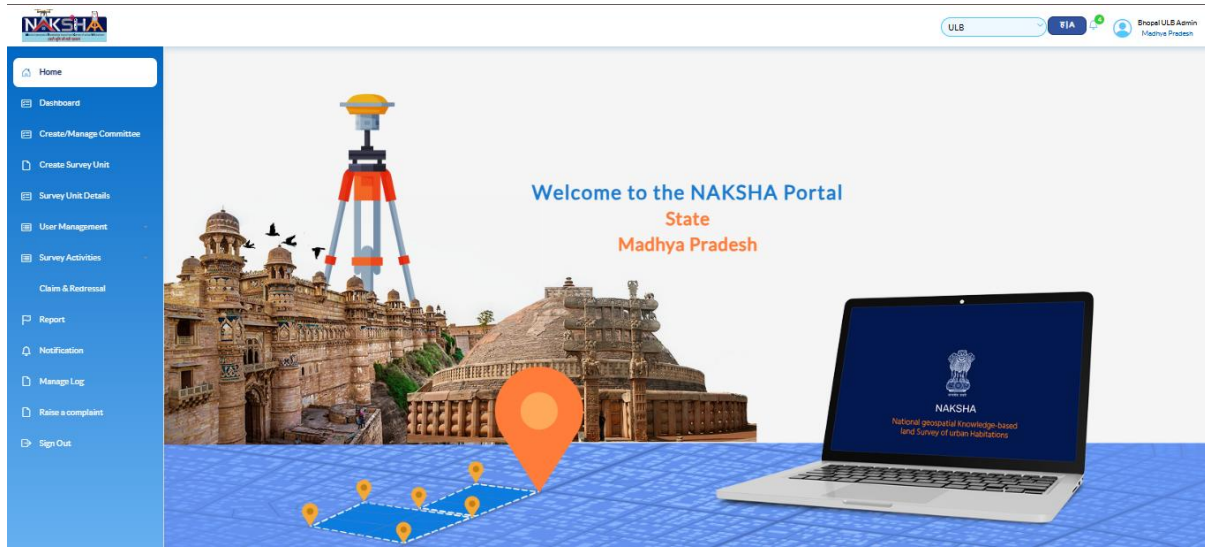 NAKSHA
ULB
ह|A
4
Bhopal ULB Admin
Madhya Pradesh
Home
Dashboard
Create/Manage Committee
Create Survey Unit
Survey Unit Details
User Management
Survey Activities
Claim & Redressal
Report
Notification
Manage Log
Raise a complaint
Sign Out
Welcome to the NAKSHA Portal
State
Madhya Pradesh
NAKSHA
National geospatial Knowledge-based
land Survey of urban Habitations